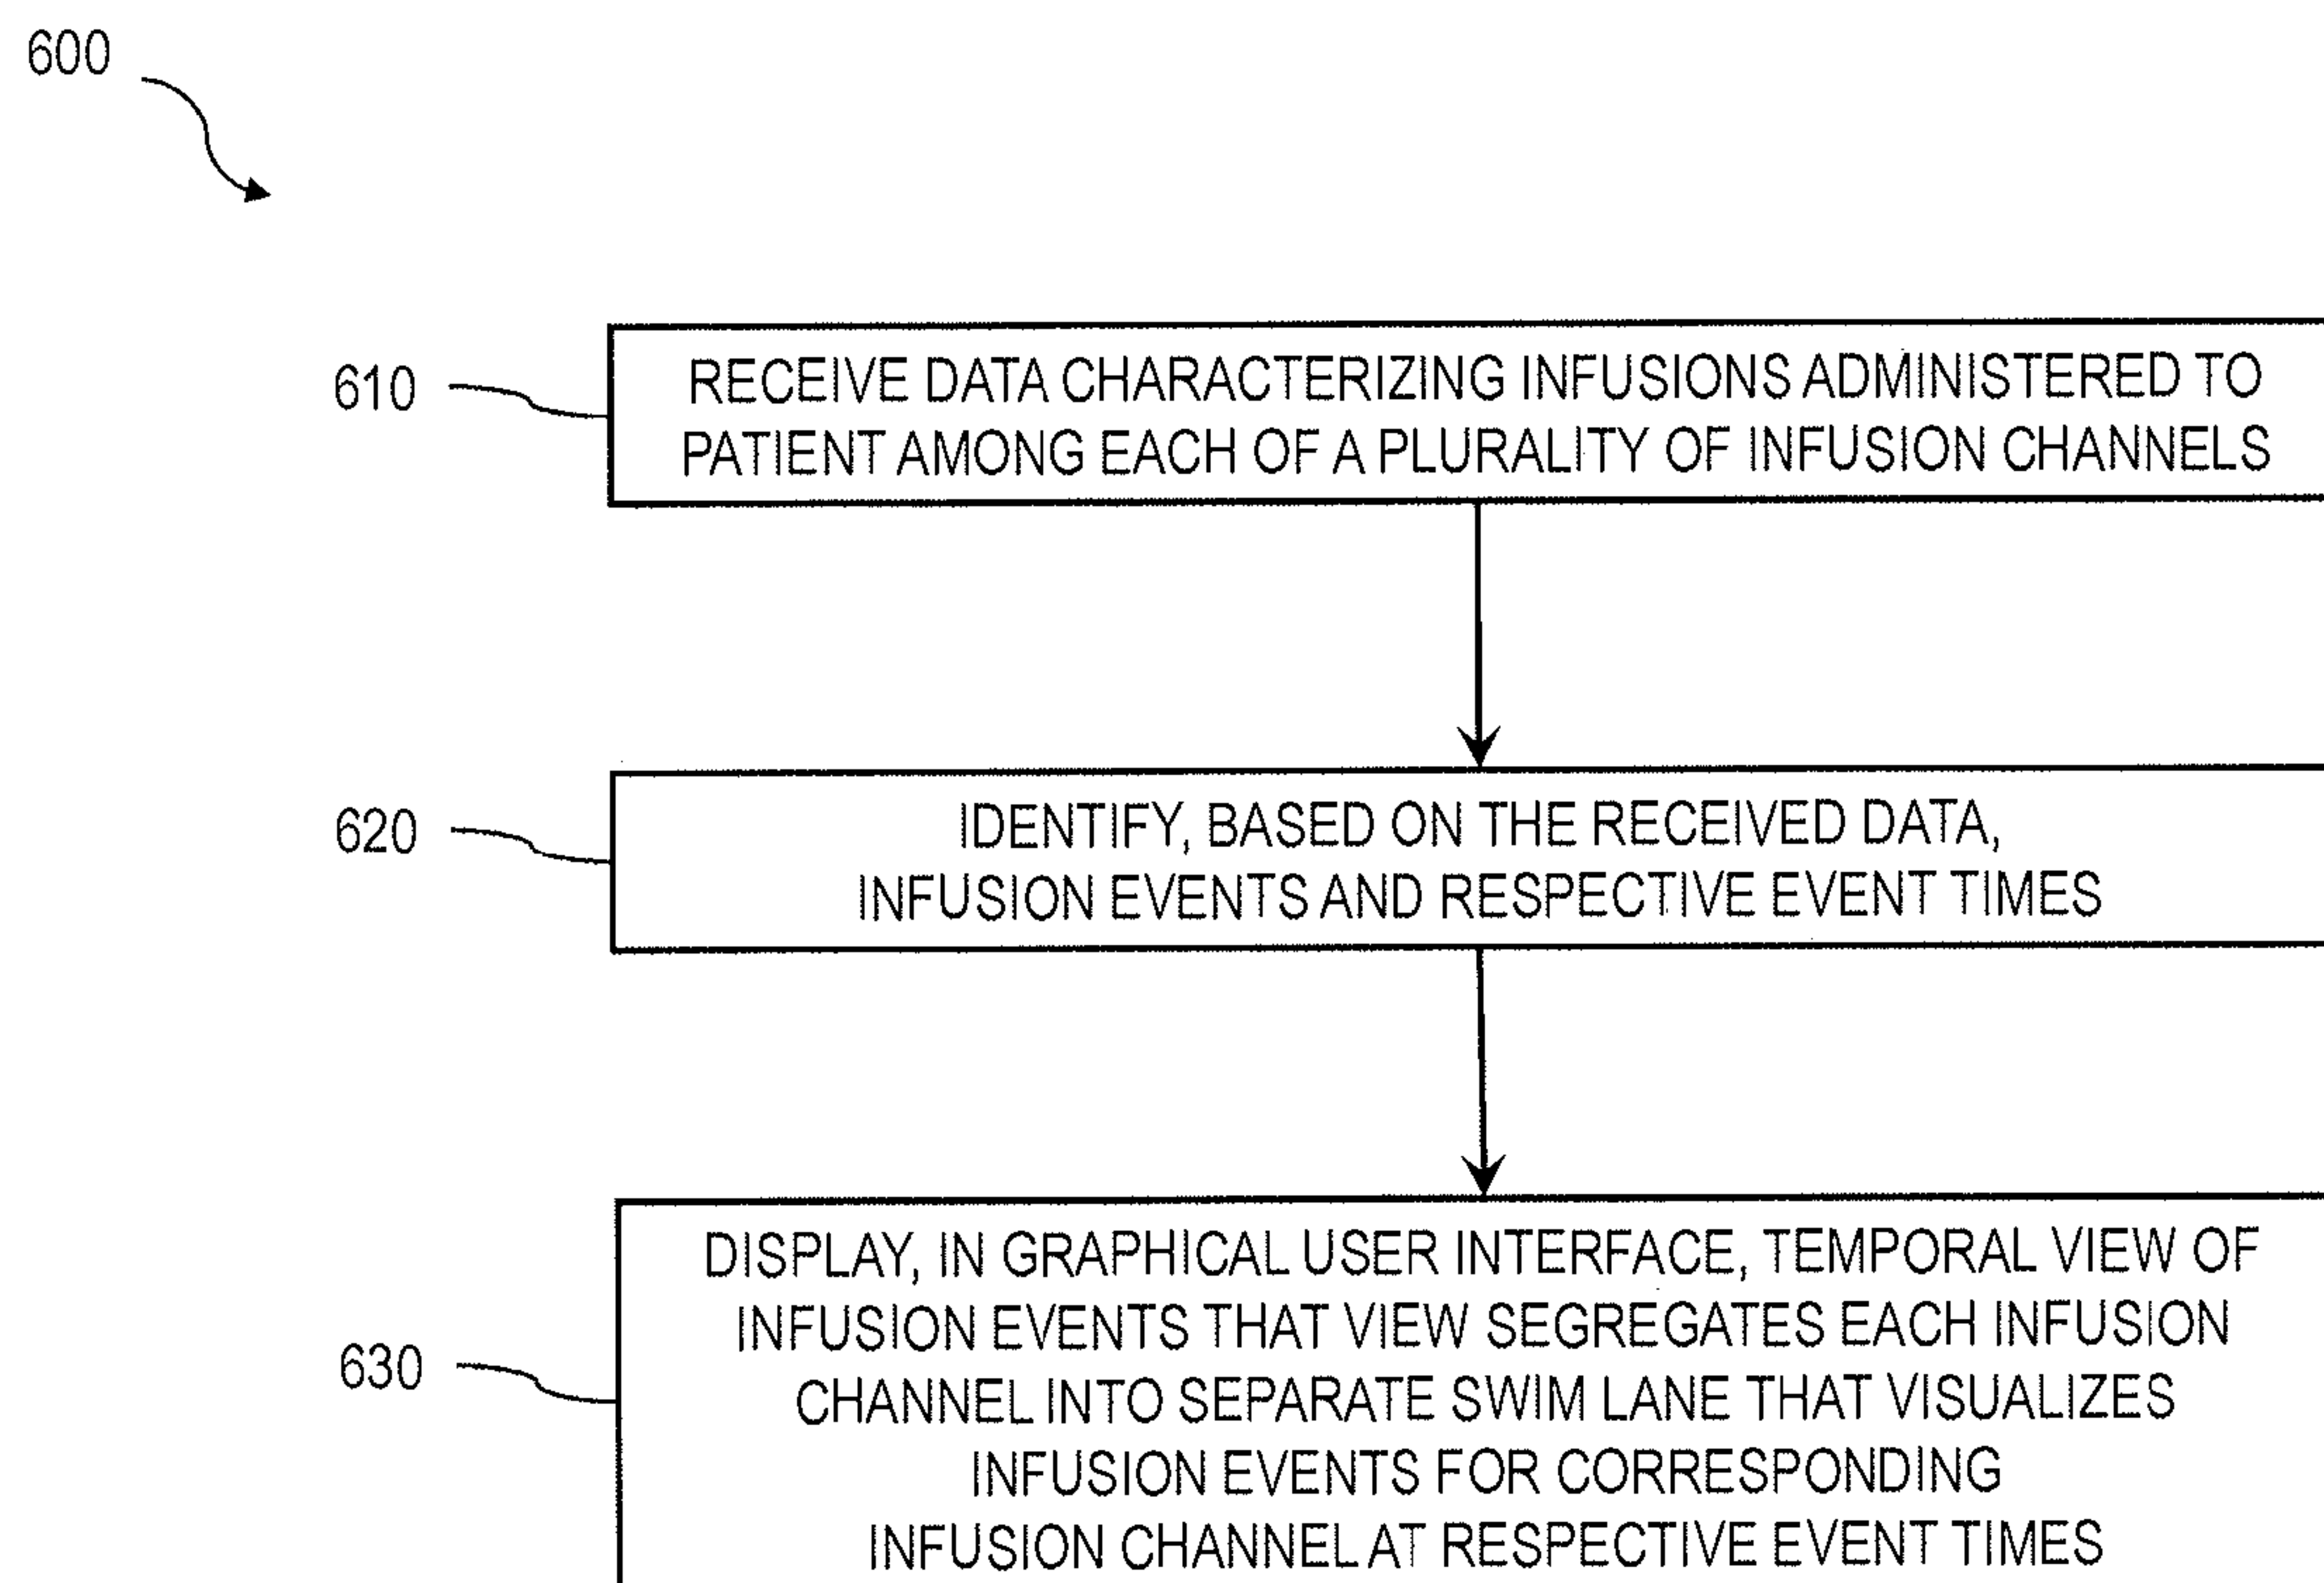 600
610
RECEIVE DATA CHARACTERIZING INFUSIONS ADMINISTERED TO
PATIENT AMONG EACH OF A PLURALITY OF INFUSION CHANNELS
620
IDENTIFY, BASED ON THE RECEIVED DATA,
INFUSION EVENTS AND RESPECTIVE EVENT TIMES
630
DISPLAY, IN GRAPHICAL USER INTERFACE, TEMPORAL VIEW OF
INFUSION EVENTS THAT VIEW SEGREGATES EACH INFUSION
CHANNEL INTO SEPARATE SWIM LANE THAT VISUALIZES
INFUSION EVENTS FOR CORRESPONDING
INFUSION CHANNEL AT RESPECTIVE EVENT TIMES